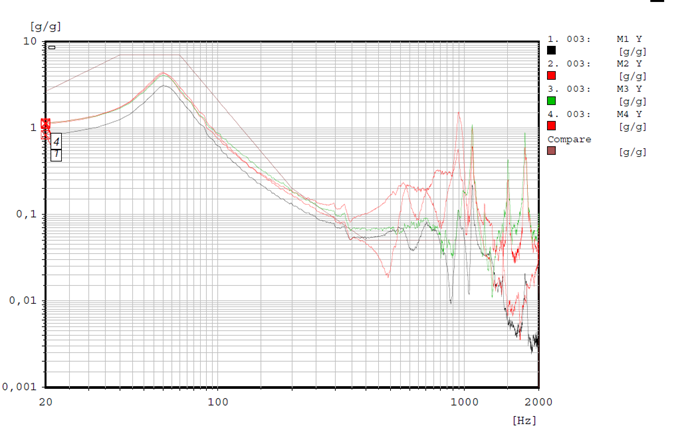 [g/g]
10
1
0,1
0,01
0,001
4
1
20
100
1000
2000
[Hz]
1. 003: M1 Y
[g/g]
2. 003: M2 Y
[g/g]
3. 003: M3 Y
[g/g]
4. 003: M4 Y
[g/g]
Compare
[g/g]